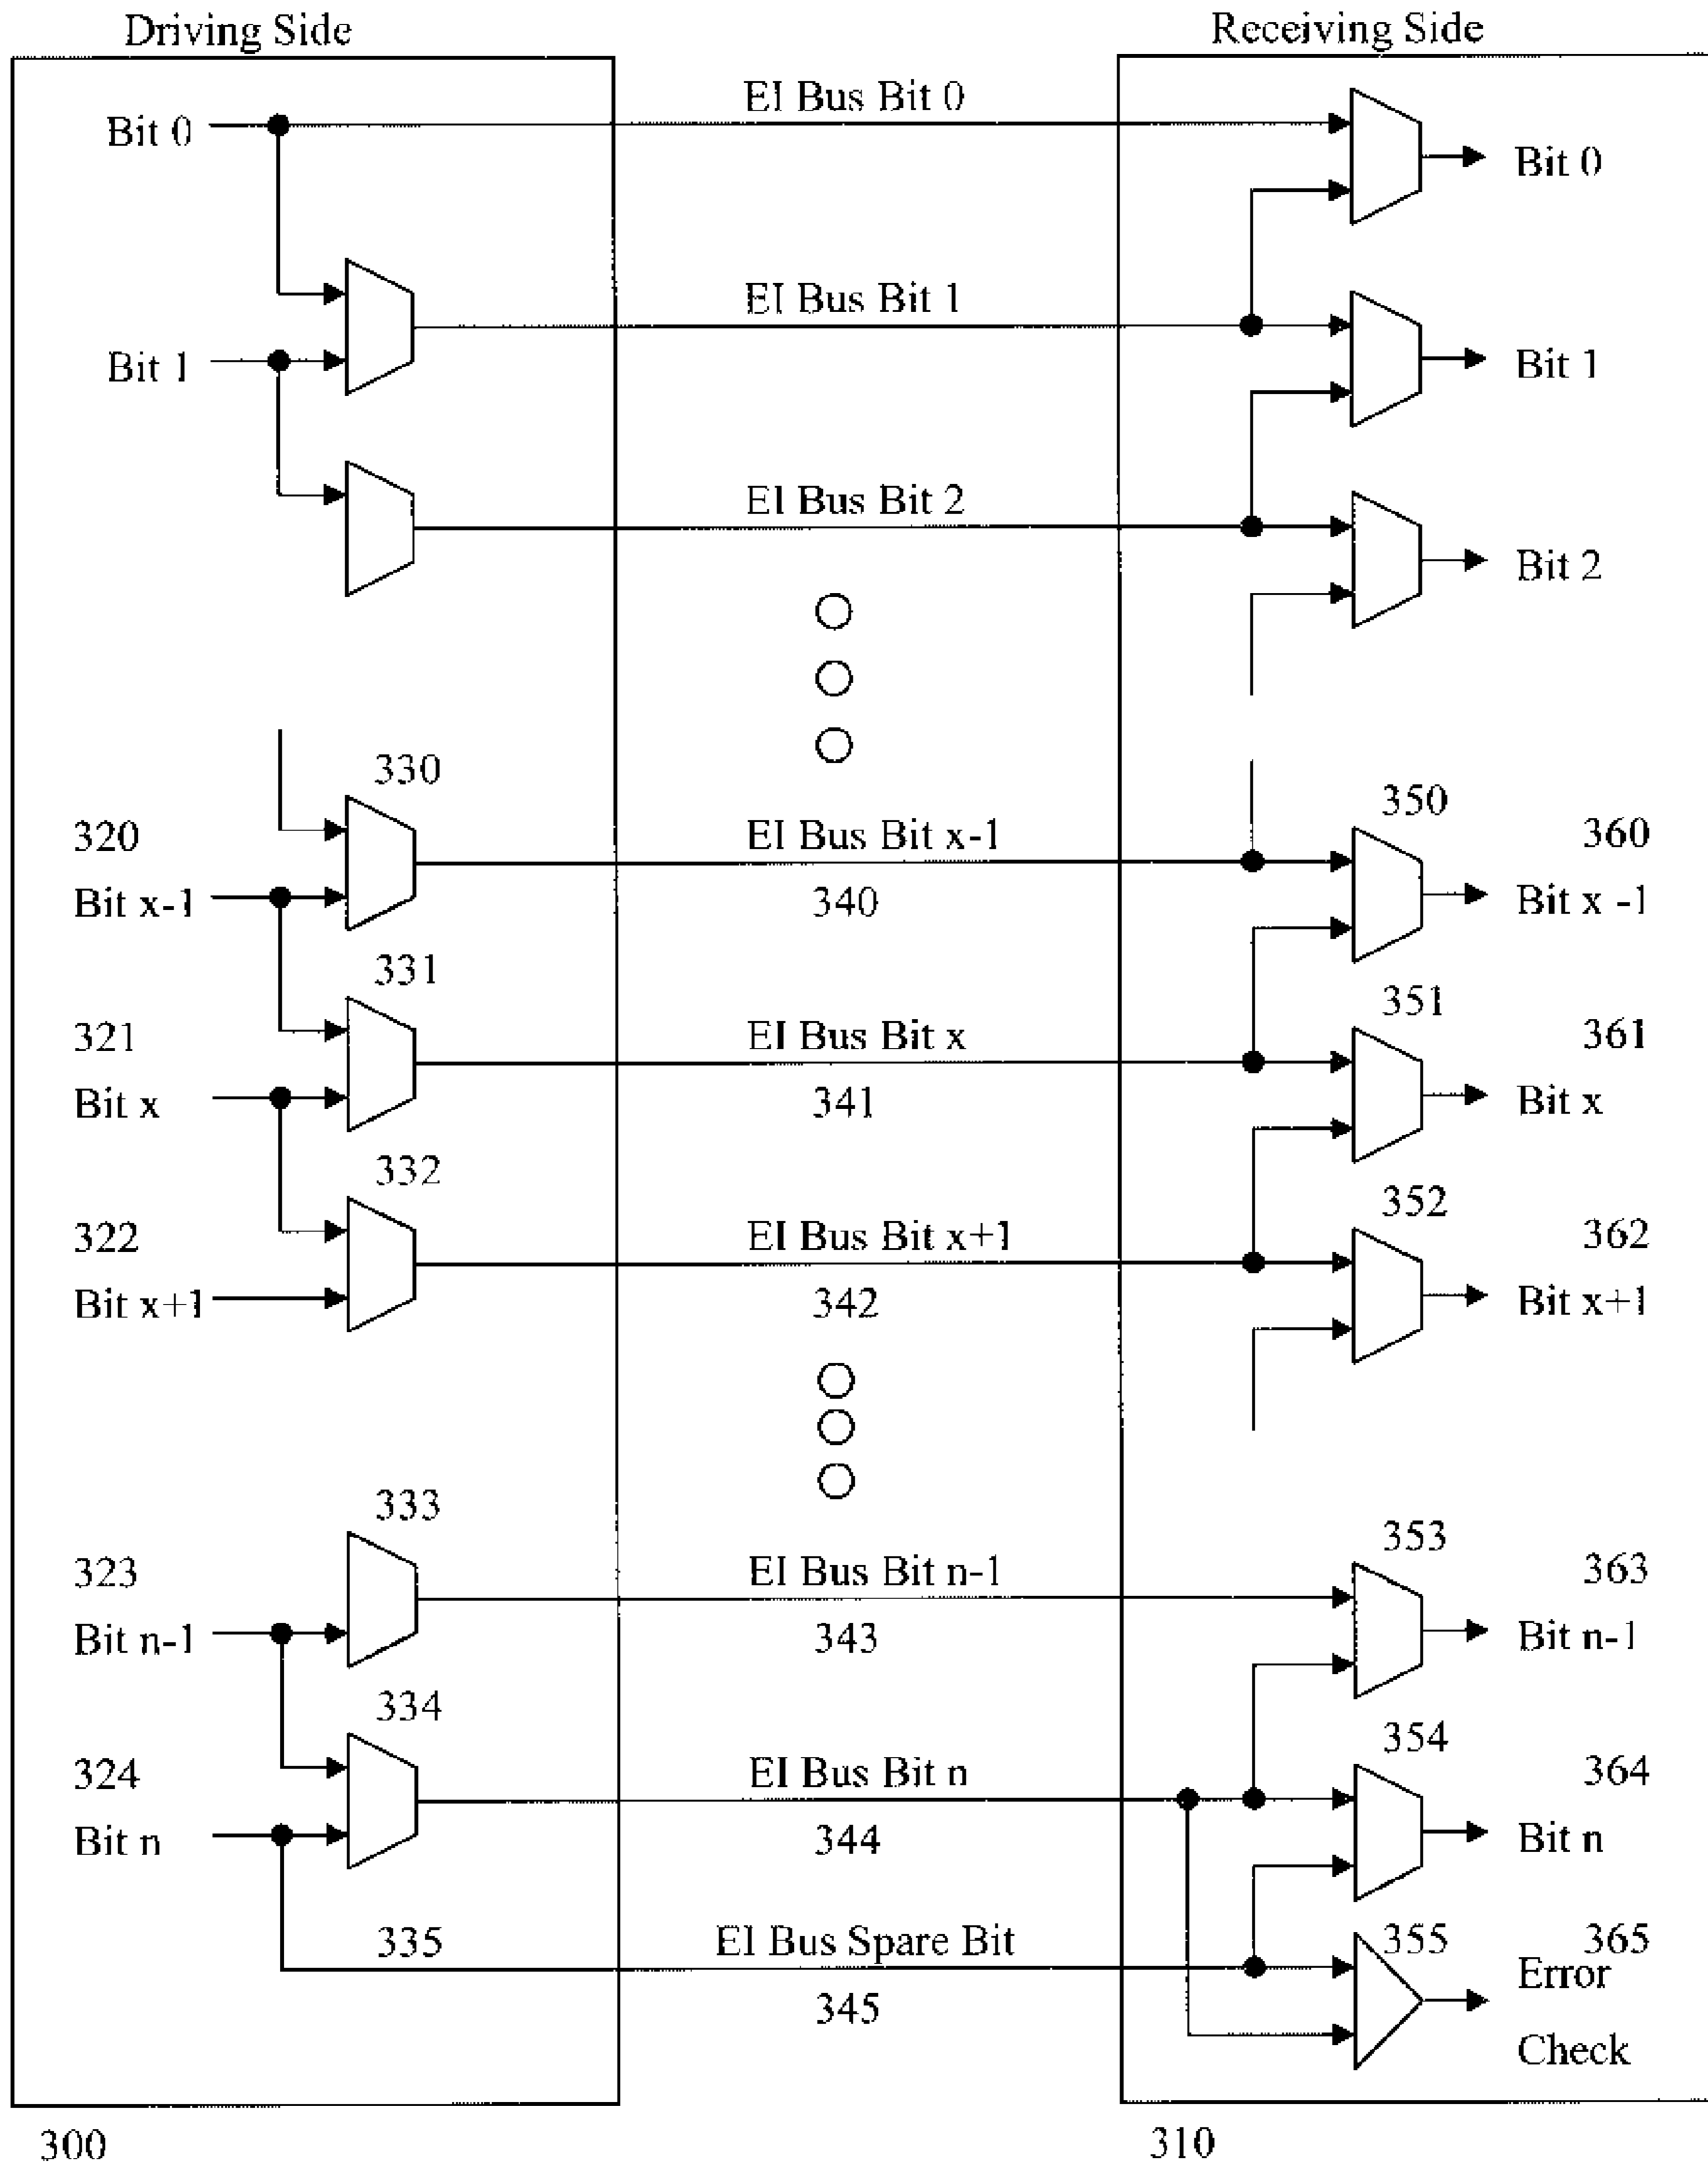 Driving Side
Receiving Side
Bit 0
EI Bus Bit 0
Bit 0
EI Bus Bit 1
Bit 1
Bit 1
EI Bus Bit 2
Bit 2
330
350
320
EI Bus Bit x-1
360
Bit x-1
340
Bit x -1
331
351
321
EI Bus Bit x
361
Bit x
341
Bit x
332
352
322
EI Bus Bit x+1
362
Bit x+1
342
Bit x+1
333
353
323
EI Bus Bit n-1
363
Bit n-1
343
Bit n-1
334
354
324
EI Bus Bit n
364
Bit n
344
Bit n
335
EI Bus Spare Bit
355
365
Error
345
Check
300
310